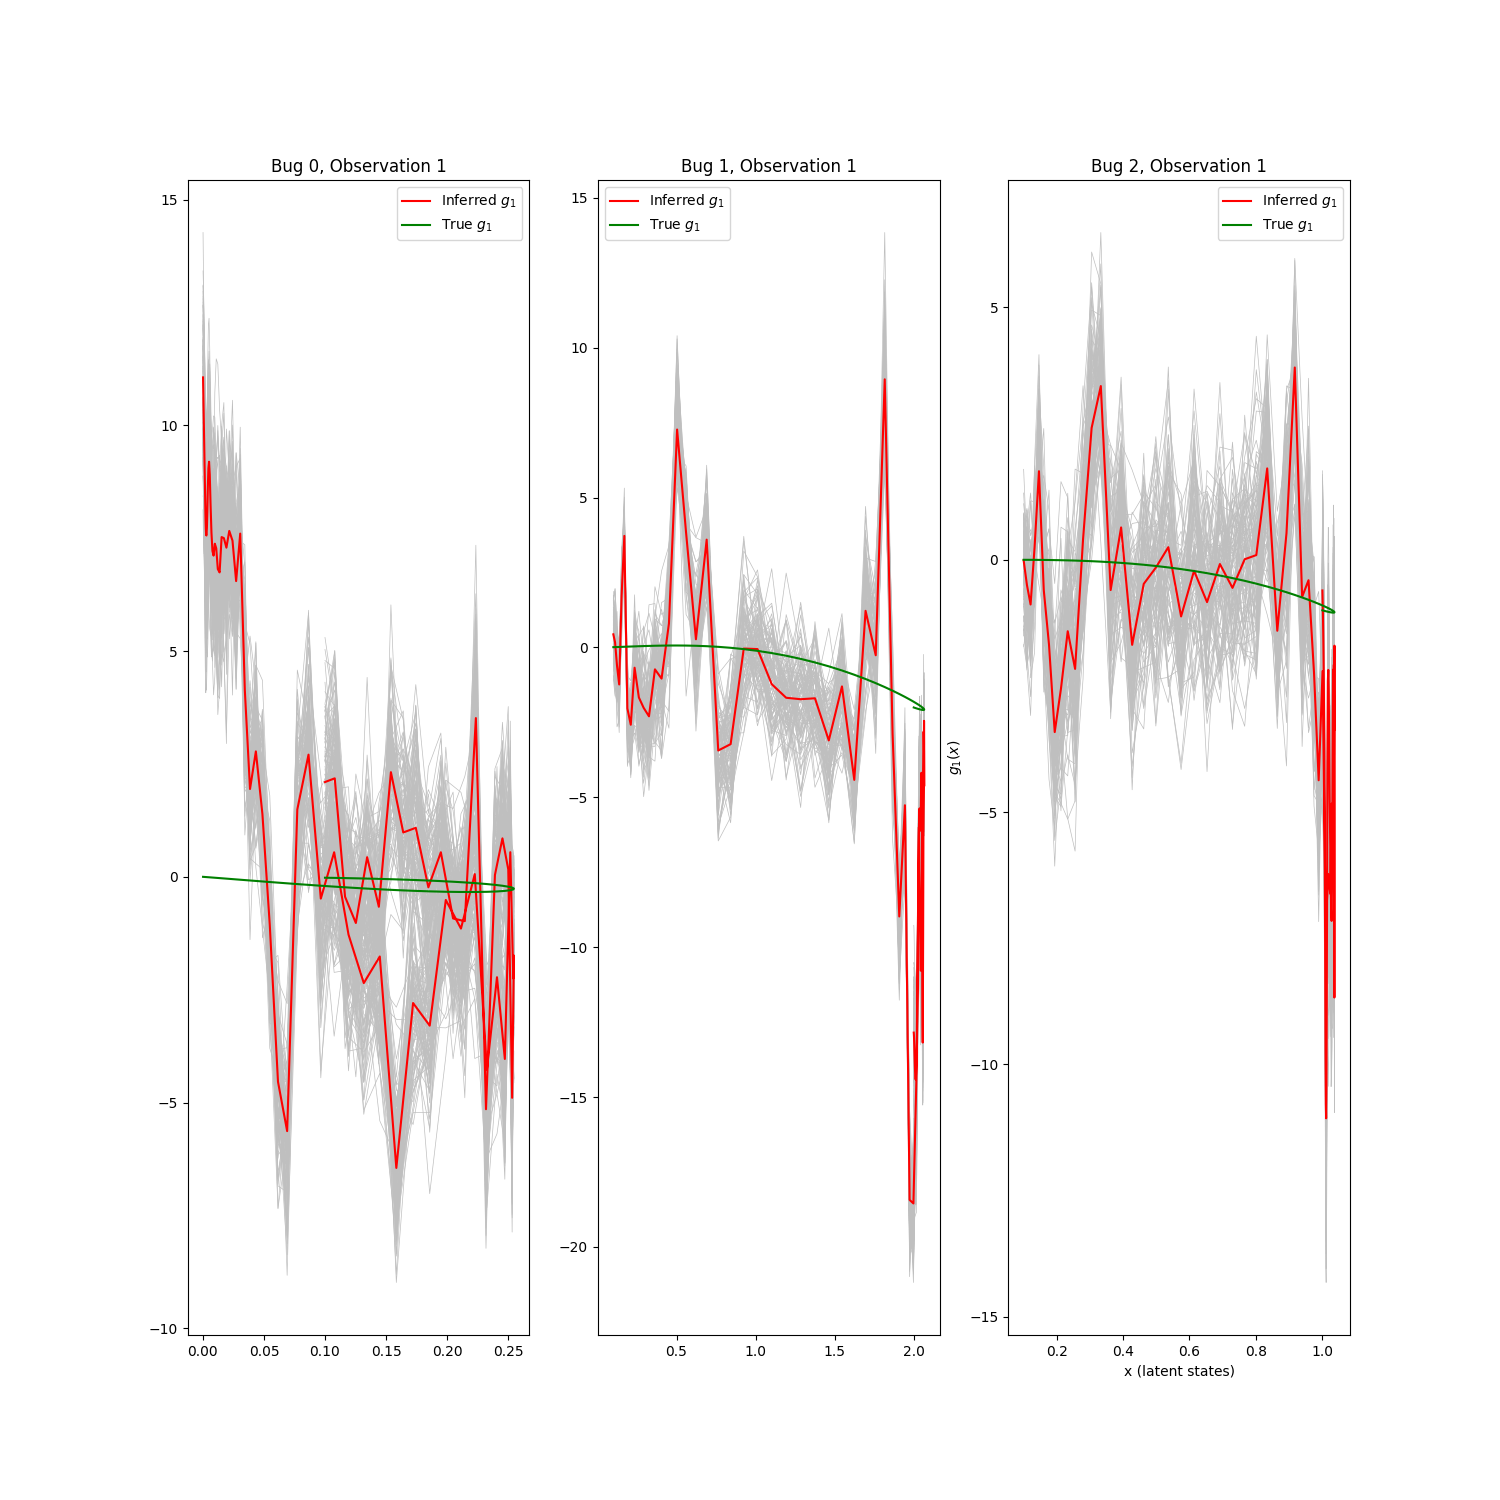 Bug 0, Observation 1
Inferred g₁
True g₁
15
10
5
0
−5
−10
0.00 0.05 0.10 0.15 0.20 0.25
Bug 1, Observation 1
Inferred g₁
True g₁
15
10
5
0
−5
−10
−15
−20
0.5 1.0 1.5 2.0
Bug 2, Observation 1
Inferred g₁
True g₁
g₁(x)
5
0
−5
−10
−15
0.2 0.4 0.6 0.8 1.0
x (latent states)